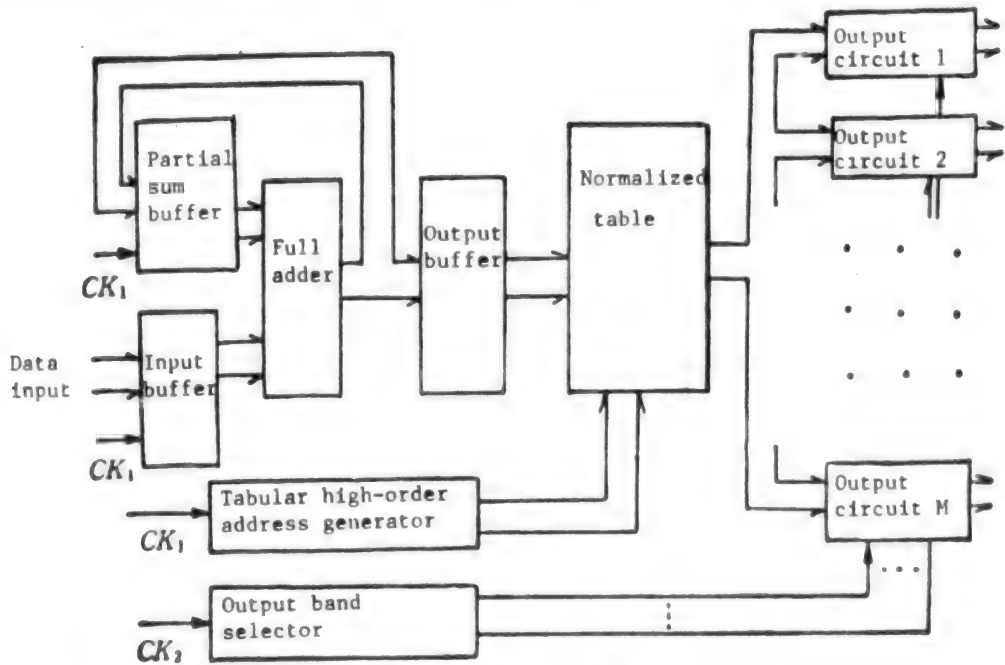 Output
circuit 1
Output
circuit 2
Partial
sum
buffer
Normalized
table
Full
adder
Output
buffer
CK₁
Data
input
Input
buffer
CK₁
Output
circuit M
Tabular high-order
address generator
CK₁
Output band
selector
CK₂